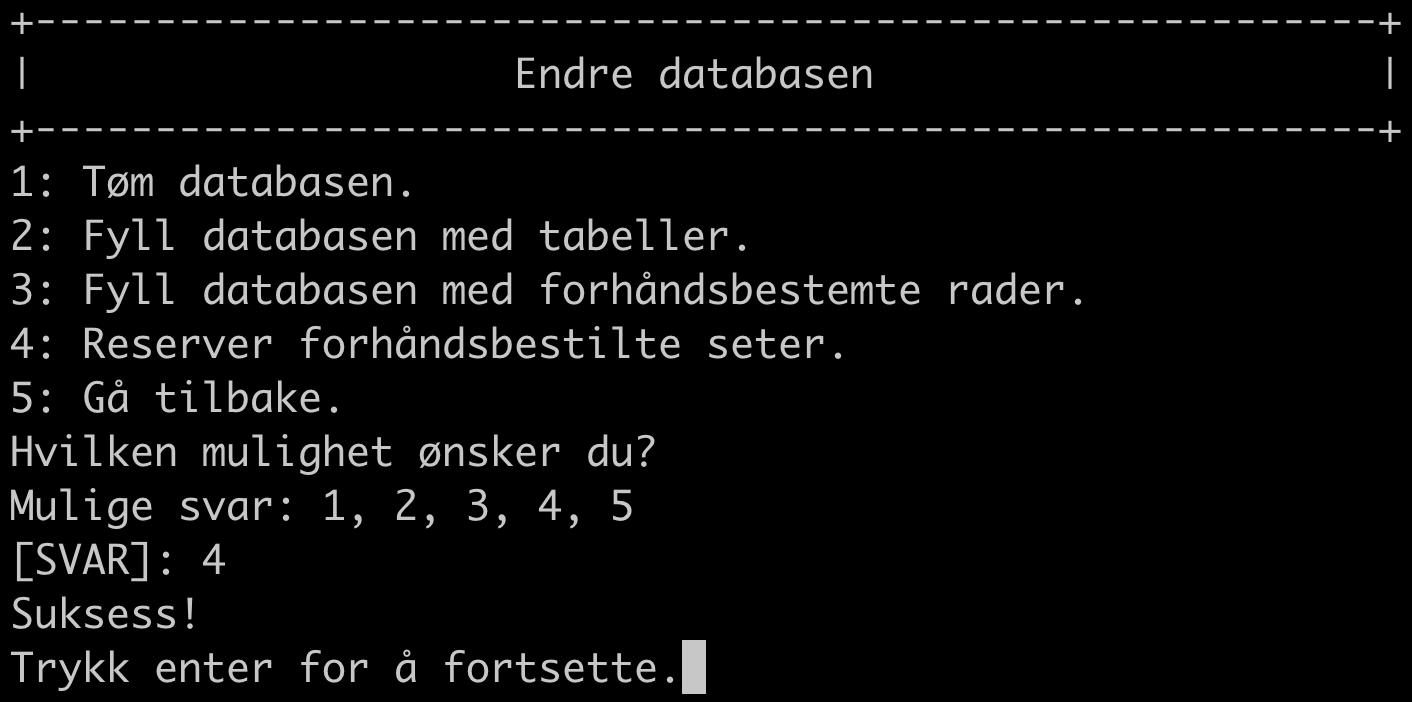 +--------------------------------------------------------+
|                    Endre databasen                     |
+--------------------------------------------------------+
1: Tøm databasen.
2: Fyll databasen med tabeller.
3: Fyll databasen med forhåndsbestemte rader.
4: Reserver forhåndsbestilte seter.
5: Gå tilbake.
Hvilken mulighet ønsker du?
Mulige svar: 1, 2, 3, 4, 5
[SVAR]: 4
Suksess!
Trykk enter for å fortsette.